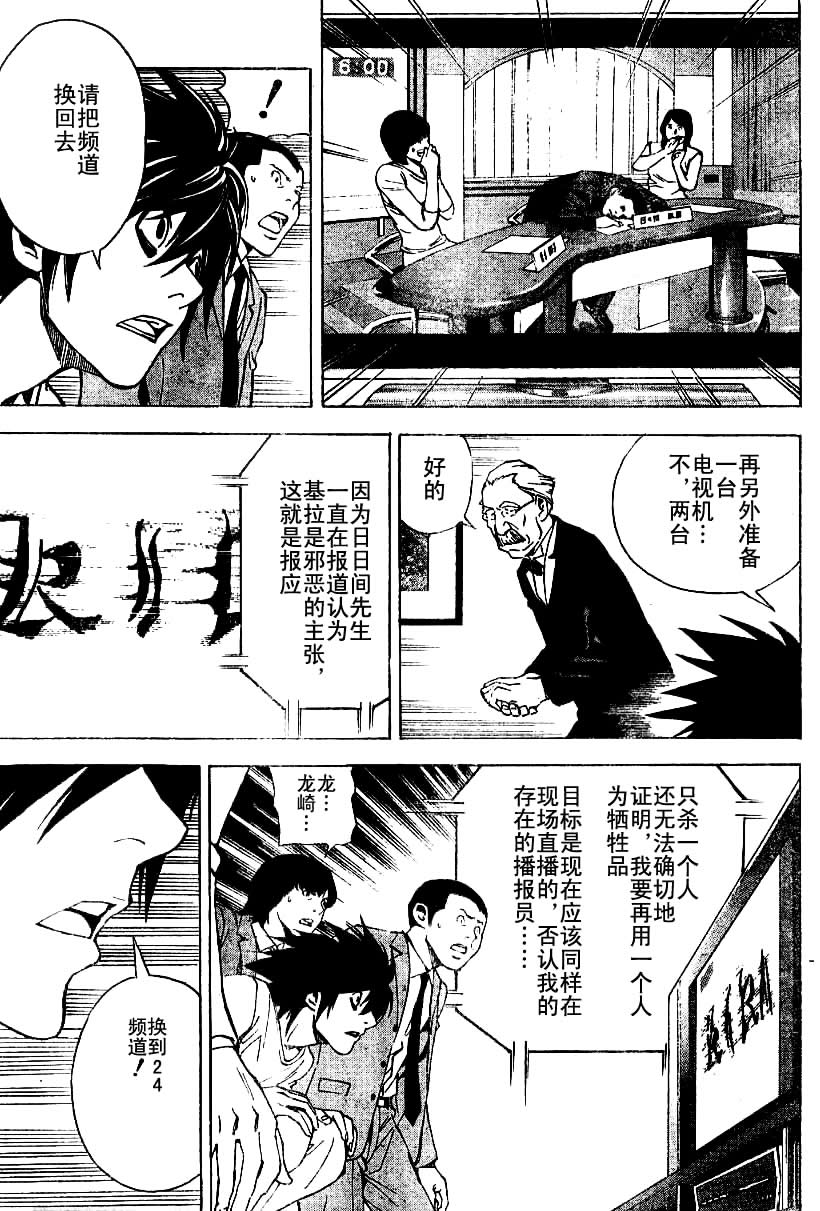 6:00
!
请把频道
换回去
再另外准备
一台
电视机…
不，两台
好的
因为日日间先生
一直在报道认为
基拉是邪恶的主张，
这就是报应
只杀一个人
还无法确切地
证明，我要再用一个人
为牺牲品
目标是现在应该同样在
现场直播的，否认我的
存在的播报员……
KIRA
龙…
龙崎…
换到24
频道！